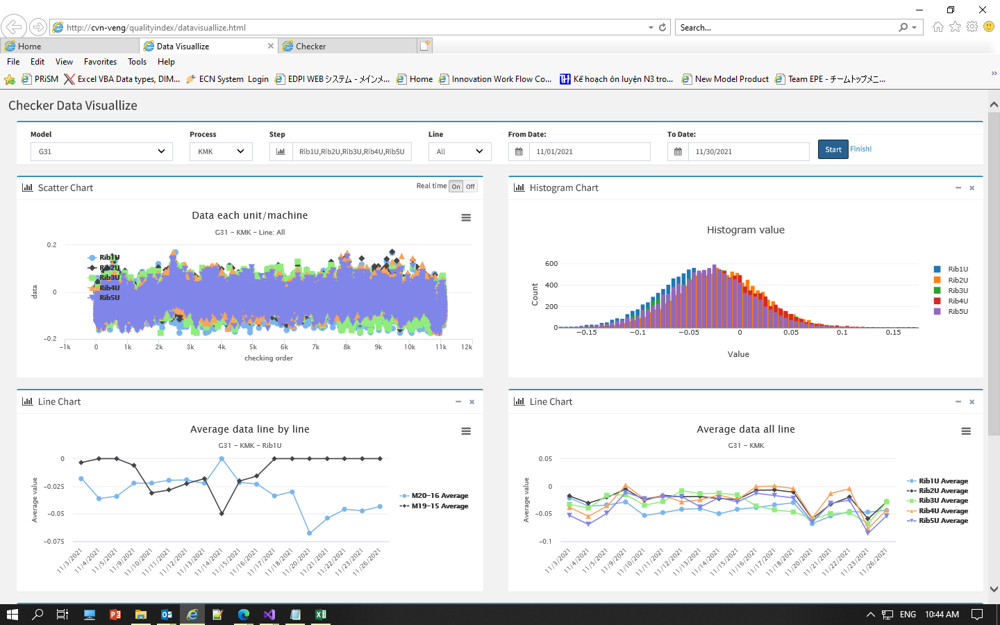 http://cvn-veng/qualityindex/datavisuallize.html
Search...
Home
Data Visuallize
Checker
File Edit View Favorites Tools Help
PRiSM
Excel VBA Data types, DIM...
ECN System Login
EDPI WEB システム - メインメ...
Home
Innovation Work Flow Co...
Kế hoạch ôn luyện N3 tro...
New Model Product
Team EPE - チームトップメニ...
Checker Data Visuallize
Model Process Step Line From Date: To Date:
G31 KMK Rib1U,Rib2U,Rib3U,Rib4U,Rib5U All 11/01/2021 11/30/2021 Start Finish!
Scatter Chart
Real time On Off
Data each unit/machine
G31 - KMK - Line: All
0.2
0
-0.2
data
Rib1U
Rib2U
Rib3U
Rib4U
Rib5U
-1k 0 1k 2k 3k 4k 5k 6k 7k 8k 9k 10k 11k 12k
checking order
Histogram Chart
Histogram value
600
400
200
0
Count
Rib1U
Rib2U
Rib3U
Rib4U
Rib5U
-0.15 -0.1 -0.05 0 0.05 0.1 0.15
Value
Line Chart
Average data line by line
G31 - KMK - Rib1U
0
-0.025
-0.05
-0.075
Average value
M20-16 Average
M19-15 Average
11/3/2021 11/4/2021 11/5/2021 11/9/2021 11/10/2021 11/11/2021 11/12/2021 11/13/2021 11/14/2021 11/15/2021 11/16/2021 11/17/2021 11/18/2021 11/20/2021 11/21/2021 11/22/2021 11/23/2021 11/26/2021
Line Chart
Average data all line
G31 - KMK
0.05
0
-0.05
-0.1
Average value
Rib1U Average
Rib2U Average
Rib3U Average
Rib4U Average
Rib5U Average
11/3/2021 11/4/2021 11/5/2021 11/9/2021 11/10/2021 11/11/2021 11/12/2021 11/13/2021 11/14/2021 11/15/2021 11/16/2021 11/17/2021 11/18/2021 11/20/2021 11/21/2021 11/22/2021 11/23/2021 11/26/2021
ENG 10:44 AM